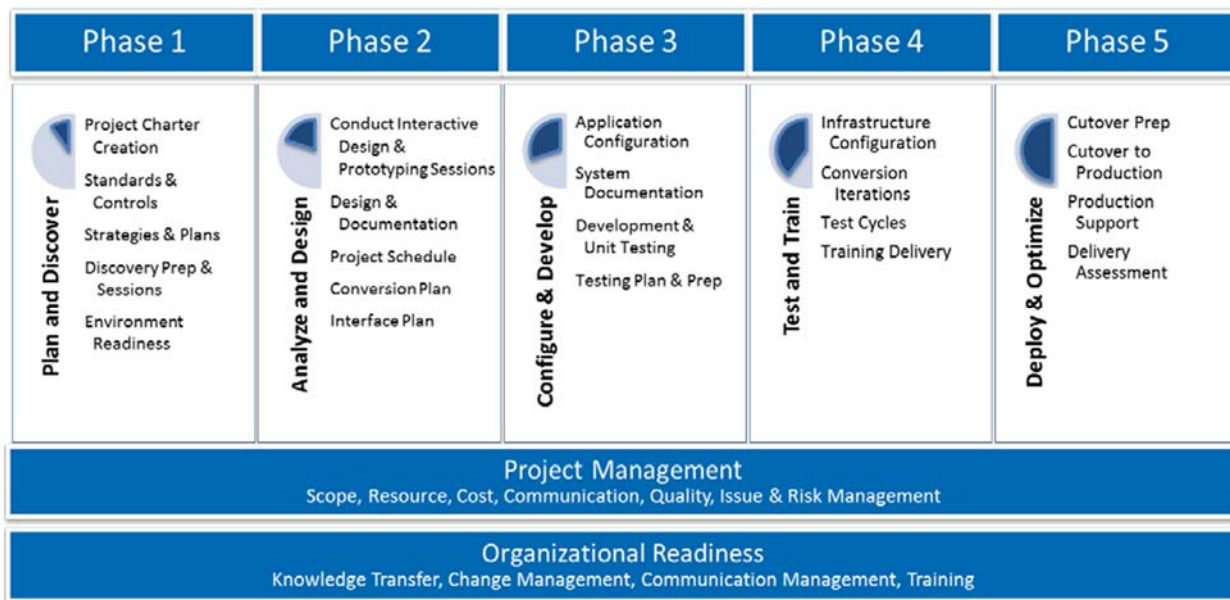 Phase 1
Phase 2
Phase 3
Phase 4
Phase 5
Plan and Discover
Project Charter
Creation
Standards &
Controls
Strategies & Plans
Discovery Prep &
Sessions
Environment
Readiness
Analyze and Design
Conduct Interactive
Design &
Prototyping Sessions
Design &
Documentation
Project Schedule
Conversion Plan
Interface Plan
Configure & Develop
Application
Configuration
System
Documentation
Development &
Unit Testing
Testing Plan & Prep
Test and Train
Infrastructure
Configuration
Conversion
Iterations
Test Cycles
Training Delivery
Deploy & Optimize
Cutover Prep
Cutover to
Production
Production
Support
Delivery
Assessment
Project Management
Scope, Resource, Cost, Communication, Quality, Issue & Risk Management
Organizational Readiness
Knowledge Transfer, Change Management, Communication Management, Training